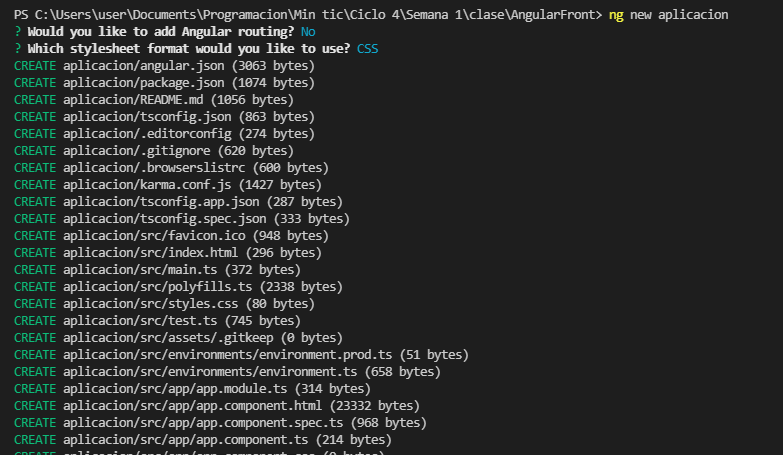 PS C:\Users\user\Documents\Programacion\Min tic\Ciclo 4\Semana 1\clase\AngularFront> ng new aplicacion
? Would you like to add Angular routing? No
? Which stylesheet format would you like to use? CSS
CREATE aplicacion/angular.json (3063 bytes)
CREATE aplicacion/package.json (1074 bytes)
CREATE aplicacion/README.md (1056 bytes)
CREATE aplicacion/tsconfig.json (863 bytes)
CREATE aplicacion/.editorconfig (274 bytes)
CREATE aplicacion/.gitignore (620 bytes)
CREATE aplicacion/.browserslistrc (600 bytes)
CREATE aplicacion/karma.conf.js (1427 bytes)
CREATE aplicacion/tsconfig.app.json (287 bytes)
CREATE aplicacion/tsconfig.spec.json (333 bytes)
CREATE aplicacion/src/favicon.ico (948 bytes)
CREATE aplicacion/src/index.html (296 bytes)
CREATE aplicacion/src/main.ts (372 bytes)
CREATE aplicacion/src/polyfills.ts (2338 bytes)
CREATE aplicacion/src/styles.css (80 bytes)
CREATE aplicacion/src/test.ts (745 bytes)
CREATE aplicacion/src/assets/.gitkeep (0 bytes)
CREATE aplicacion/src/environments/environment.prod.ts (51 bytes)
CREATE aplicacion/src/environments/environment.ts (658 bytes)
CREATE aplicacion/src/app/app.module.ts (314 bytes)
CREATE aplicacion/src/app/app.component.html (23332 bytes)
CREATE aplicacion/src/app/app.component.spec.ts (968 bytes)
CREATE aplicacion/src/app/app.component.ts (214 bytes)